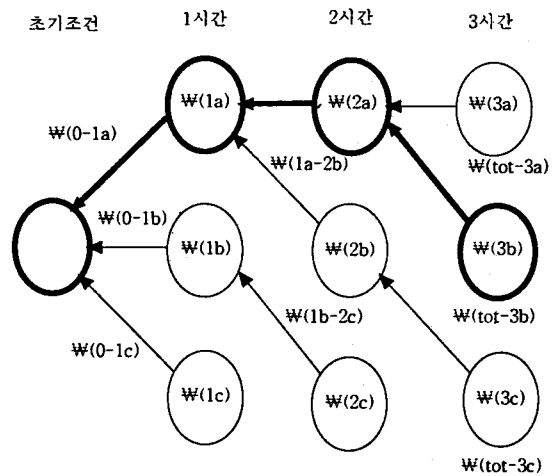 초기조건 1시간 2시간 3시간
₩(1a) ₩(2a) ₩(3a)
₩(0-1a)
₩(1a-2b) ₩(tot-3a)
₩(0-1b)
₩(1b) ₩(2b) ₩(3b)
₩(1b-2c) ₩(tot-3b)
₩(0-1c)
₩(1c) ₩(2c) ₩(3c)
₩(tot-3c)